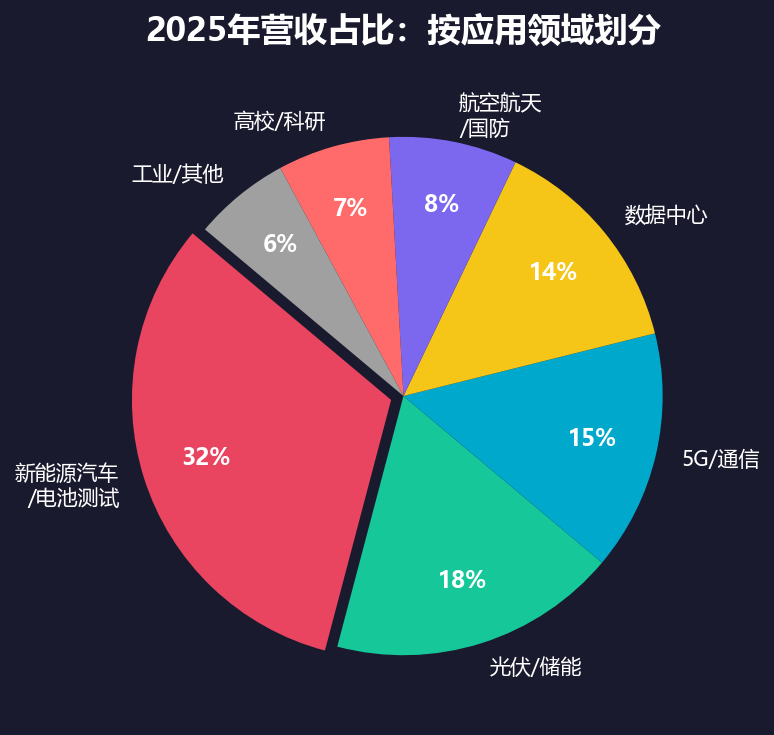 2025年营收占比：按应用领域划分
航空航天
/国防
高校/科研
工业/其他
8%
7%
数据中心
6%
14%
15%
5G/通信
32%
新能源汽车
/电池测试
18%
光伏/储能